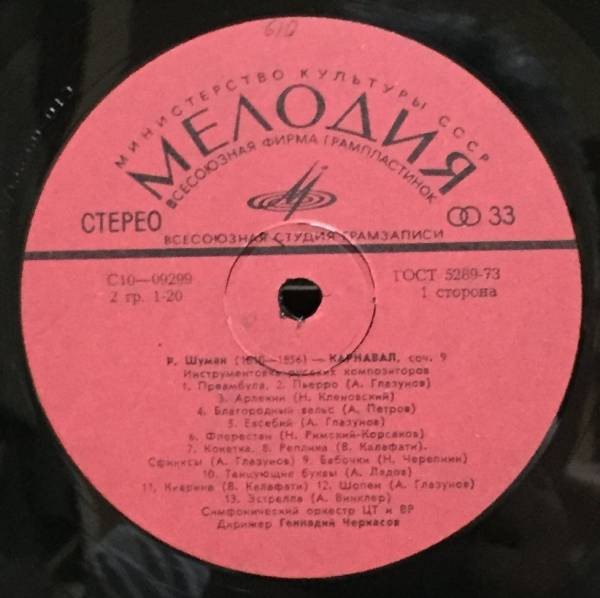 610
МИНИСТЕРСТВО КУЛЬТУРЫ СССР
МЕЛОДИЯ
ВСЕСОЮЗНАЯ ФИРМА ГРАМПЛАСТИНОК
СТЕРЕО
33
ВСЕСОЮЗНАЯ СТУДИЯ ГРАМЗАПИСИ
С10—09299
ГОСТ 5289-73
2 гр. 1-20
1 сторона
Р. Шуман (1810—1856) — КАРНАВАЛ, соч. 9
Инструментовка русских композиторов
1. Преамбула. 2. Пьерро (А. Глазунов)
3. Арлекин (Н. Кленовский)
4. Благородный вальс (А. Петров)
5. Евсебий (А. Глазунов)
6. Флорестан (Н. Римский-Корсаков)
7. Кокетка. 8. Реплика (В. Калафати).
Сфинксы (А. Глазунов) 9. Бабочки (Н. Черепнин)
10. Танцующие буквы (А. Лядов)
11. Киарина (В. Калафати) 12. Шопен (А. Глазунов)
13. Эстрелла (А. Винклер)
Симфонический оркестр ЦТ и ВР
Дирижер Геннадий Черкасов